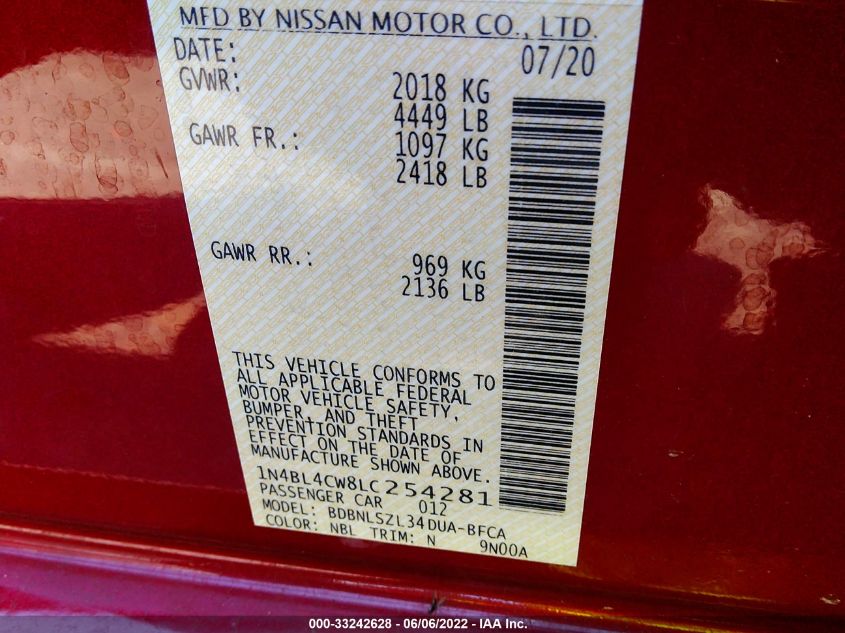 MFD BY NISSAN MOTOR CO., LTD.
DATE: 07/20
GVWR: 2018 KG
4449 LB
GAWR FR.: 1097 KG
2418 LB
GAWR RR.: 969 KG
2136 LB
THIS VEHICLE CONFORMS TO
ALL APPLICABLE FEDERAL
MOTOR VEHICLE SAFETY,
BUMPER, AND THEFT
PREVENTION STANDARDS IN
EFFECT ON THE DATE OF
MANUFACTURE SHOWN ABOVE.
1N4BL4CW8LC254281
PASSENGER CAR 012
MODEL: BDBNLSZL34DUA-BFCA
COLOR: NBL TRIM: N 9N00A
000-33242628 - 06/06/2022 - IAA Inc.